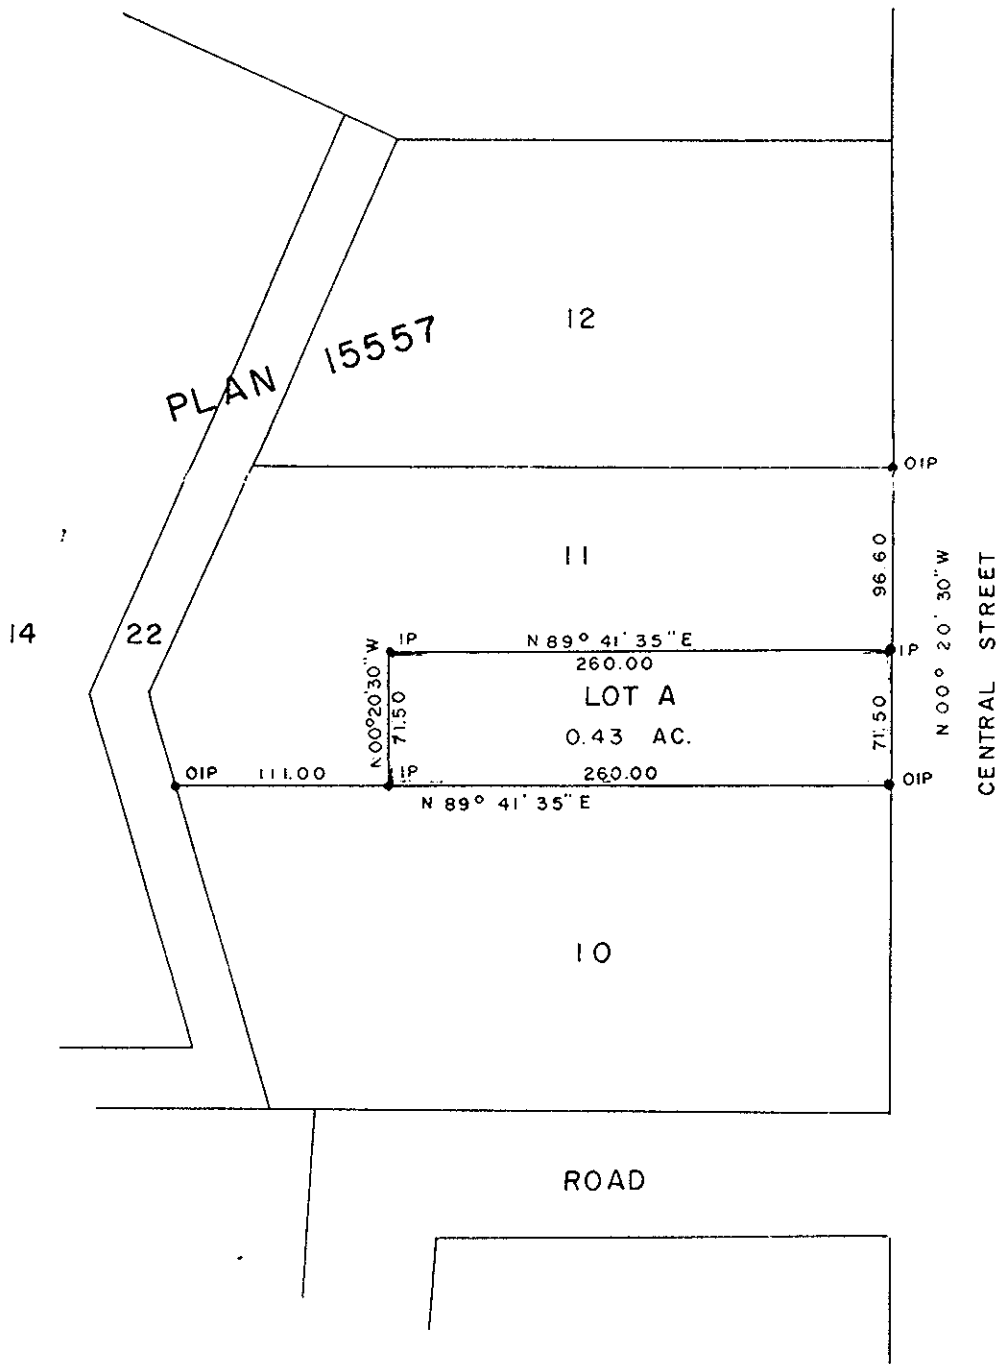 12
PLAN 15557
OIP
11
96.60
N 00° 20' 30" W
CENTRAL STREET
14
22
IP
N 89° 41' 35" E
IP
260.00
N 00° 20' 30" W
71.50
LOT A
0.43 AC.
71.50
OIP
111.00
IP
260.00
OIP
N 89° 41' 35" E
10
ROAD